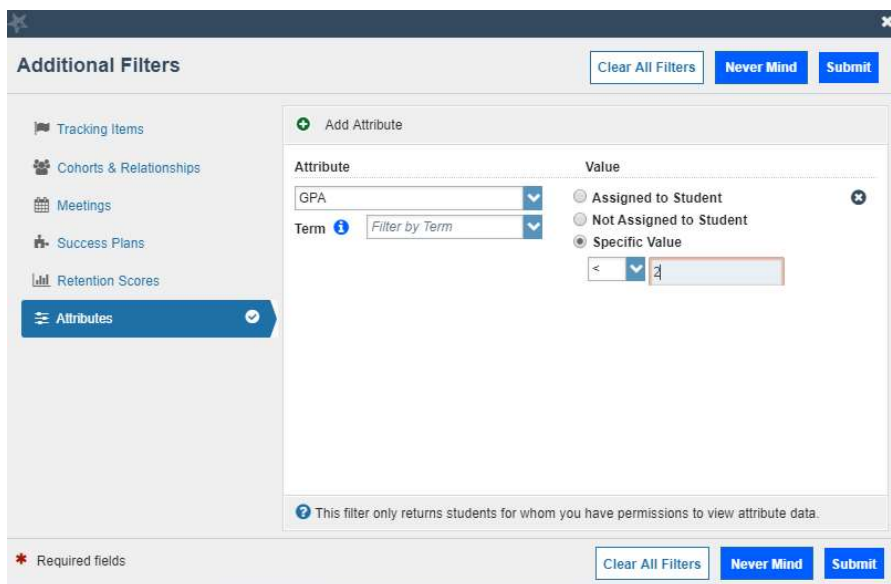 Additional Filters
Clear All Filters
Never Mind
Submit
Tracking Items
Cohorts & Relationships
Meetings
Success Plans
Retention Scores
Attributes
Add Attribute
Attribute
Value
GPA
Term
Filter by Term
Assigned to Student
Not Assigned to Student
Specific Value
<
2
This filter only returns students for whom you have permissions to view attribute data.
* Required fields
Clear All Filters
Never Mind
Submit